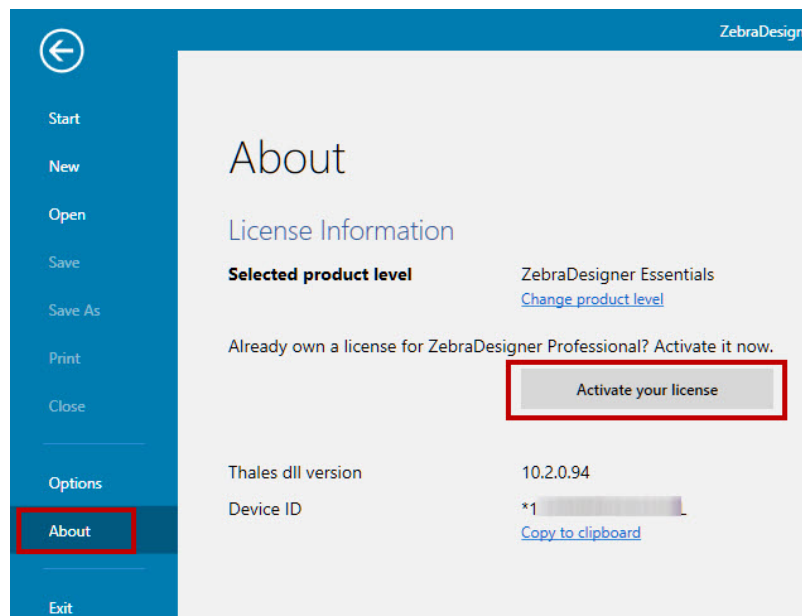 ZebraDesign
Start
New
Open
Save
Save As
Print
Close
Options
About
Exit
About
License Information
Selected product level ZebraDesigner Essentials
Change product level
Already own a license for ZebraDesigner Professional? Activate it now.
Activate your license
Thales dll version 10.2.0.94
Device ID *1
Copy to clipboard